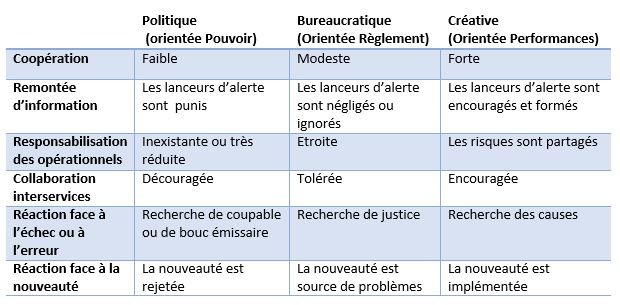 Politique
(orientée Pouvoir)
Bureaucratique
(Orientée Règlement)
Créative
(Orientée Performances)
Coopération
Faible
Modeste
Forte
Remontée
d’information
Les lanceurs d’alerte
sont  punis
Les lanceurs d’alerte
sont négligés ou
ignorés
Les lanceurs d’alerte sont
encouragés et formés
Responsabilisation
des opérationnels
Inexistante ou très
réduite
Etroite
Les risques sont partagés
Collaboration
interservices
Découragée
Tolérée
Encouragée
Réaction face à
l’échec ou à
l’erreur
Recherche de coupable
ou de bouc émissaire
Recherche de justice
Recherche des causes
Réaction face à la
nouveauté
La nouveauté est
rejetée
La nouveauté est
source de problèmes
La nouveauté est
implémentée